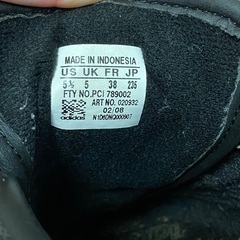 MADE IN INDONESIA
US UK FR JP
5½ 5 38 235
FTY NO.PCI 789002
ART NO. 020932
02/08
adidas N1D6DNQ000907